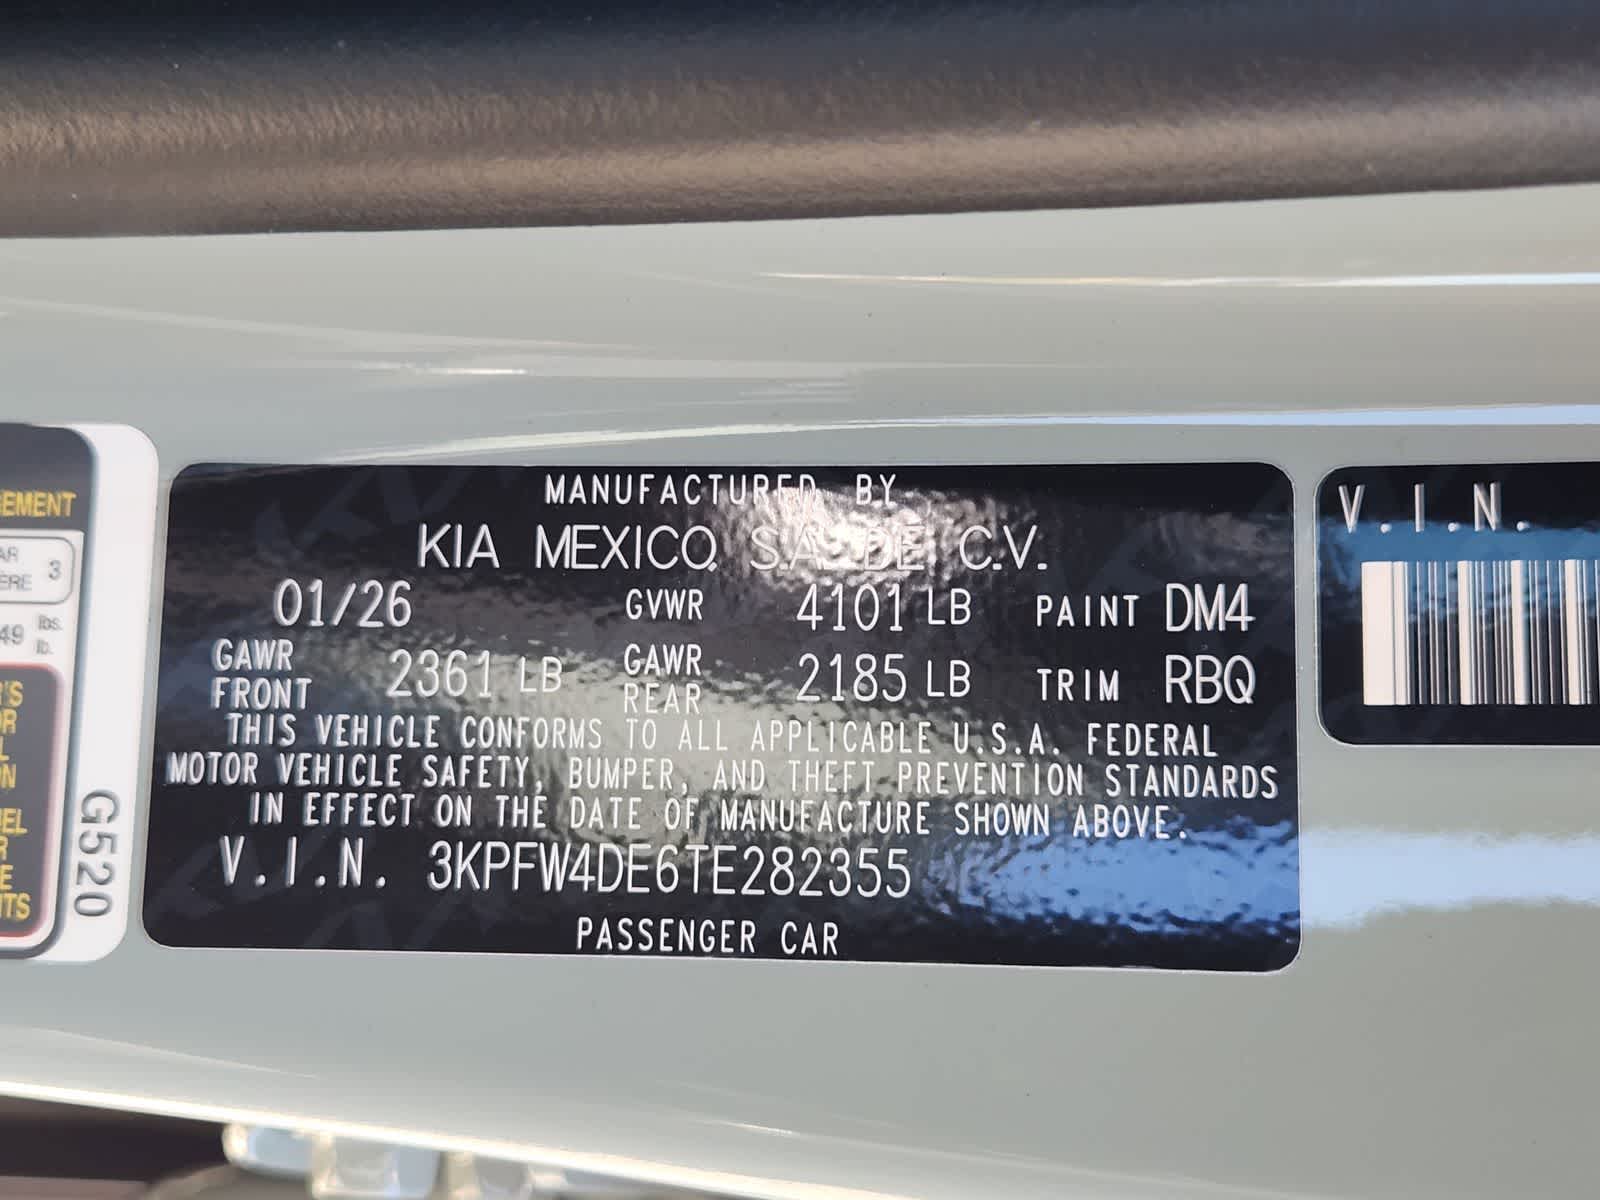 MANUFACTURED BY
KIA MEXICO, S.A. DE C.V.
01/26 GVWR 4101 LB PAINT DM4
GAWR FRONT 2361 LB GAWR REAR 2185 LB TRIM RBQ
THIS VEHICLE CONFORMS TO ALL APPLICABLE U.S.A. FEDERAL
MOTOR VEHICLE SAFETY, BUMPER, AND THEFT PREVENTION STANDARDS
IN EFFECT ON THE DATE OF MANUFACTURE SHOWN ABOVE.
V.I.N. 3KPFW4DE6TE282355
PASSENGER CAR
V.I.N.
G520
3
lbs.
lb.